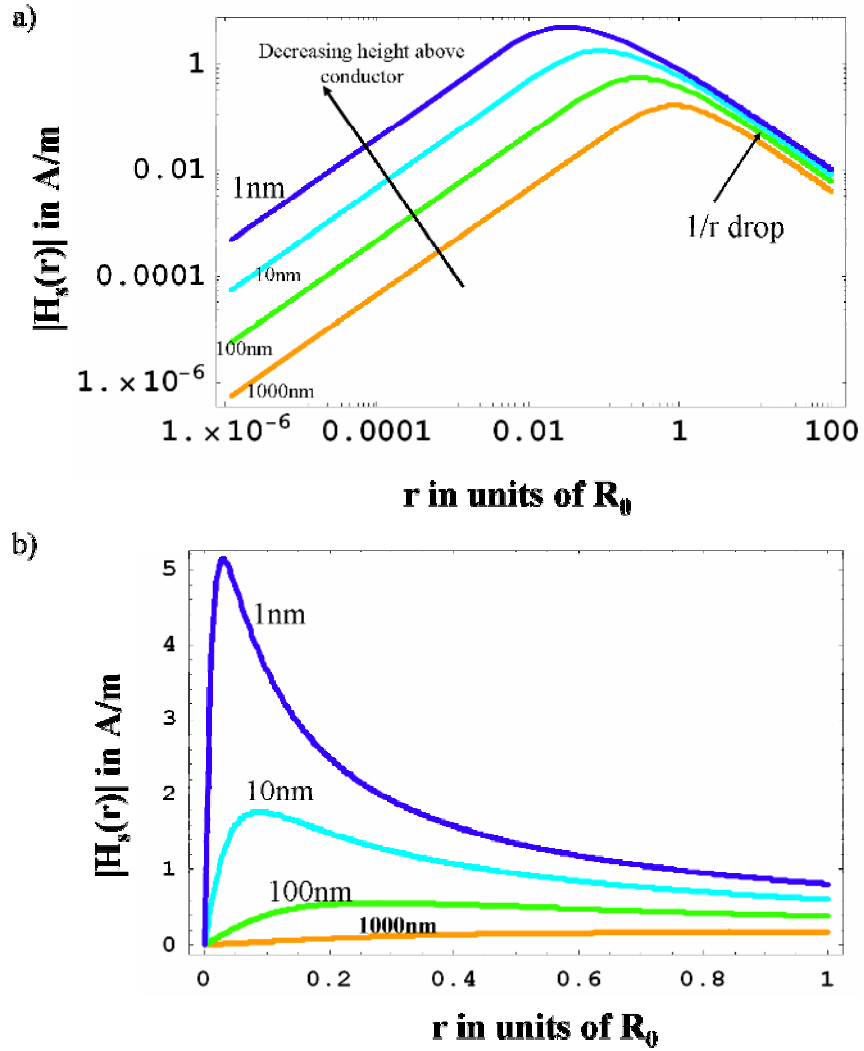 a)
Decreasing height above
conductor
1
0.01
0.0001
1.×10⁻⁶
|Hₛ(r)| in A/m
1nm
10nm
100nm
1000nm
1/r drop
1.×10⁻⁶ 0.0001 0.01 1 100
r in units of R₀
b)
5
4
3
2
1
0
|Hₛ(r)| in A/m
1nm
10nm
100nm
1000nm
0 0.2 0.4 0.6 0.8 1
r in units of R₀